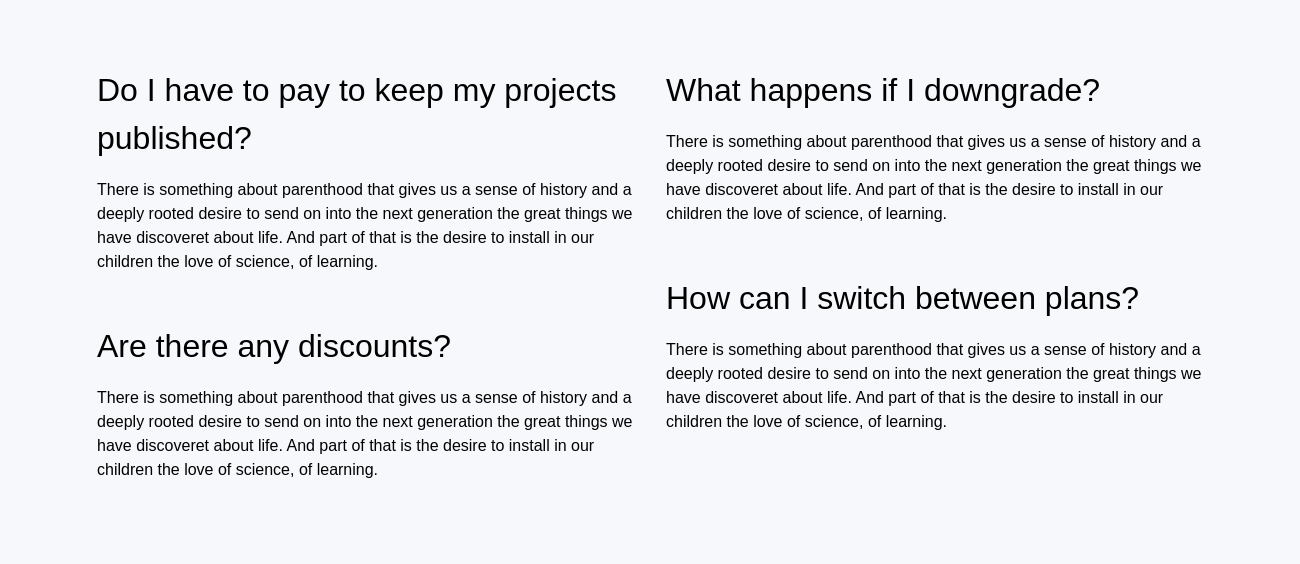 Do I have to pay to keep my projects
published?
There is something about parenthood that gives us a sense of history and a
deeply rooted desire to send on into the next generation the great things we
have discoveret about life. And part of that is the desire to install in our
children the love of science, of learning.
Are there any discounts?
There is something about parenthood that gives us a sense of history and a
deeply rooted desire to send on into the next generation the great things we
have discoveret about life. And part of that is the desire to install in our
children the love of science, of learning.
What happens if I downgrade?
There is something about parenthood that gives us a sense of history and a
deeply rooted desire to send on into the next generation the great things we
have discoveret about life. And part of that is the desire to install in our
children the love of science, of learning.
How can I switch between plans?
There is something about parenthood that gives us a sense of history and a
deeply rooted desire to send on into the next generation the great things we
have discoveret about life. And part of that is the desire to install in our
children the love of science, of learning.